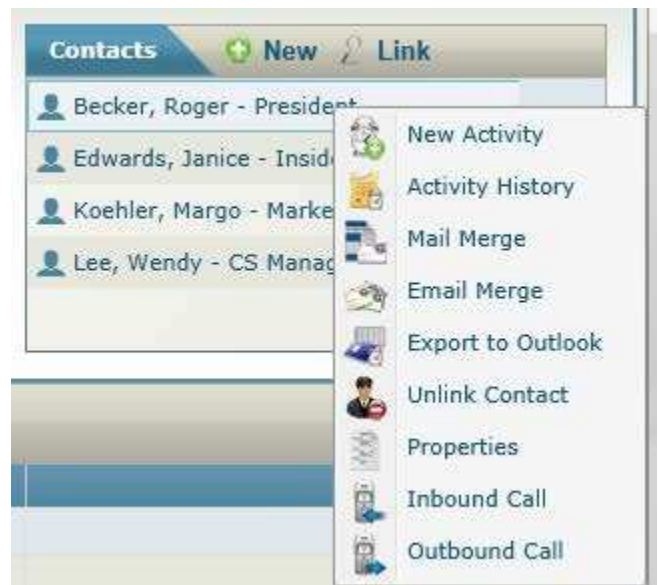 Contacts New Link
Becker, Roger - President
Edwards, Janice - Insid
Koehler, Margo - Marke
Lee, Wendy - CS Manag
New Activity
Activity History
Mail Merge
Email Merge
Export to Outlook
Unlink Contact
Properties
Inbound Call
Outbound Call